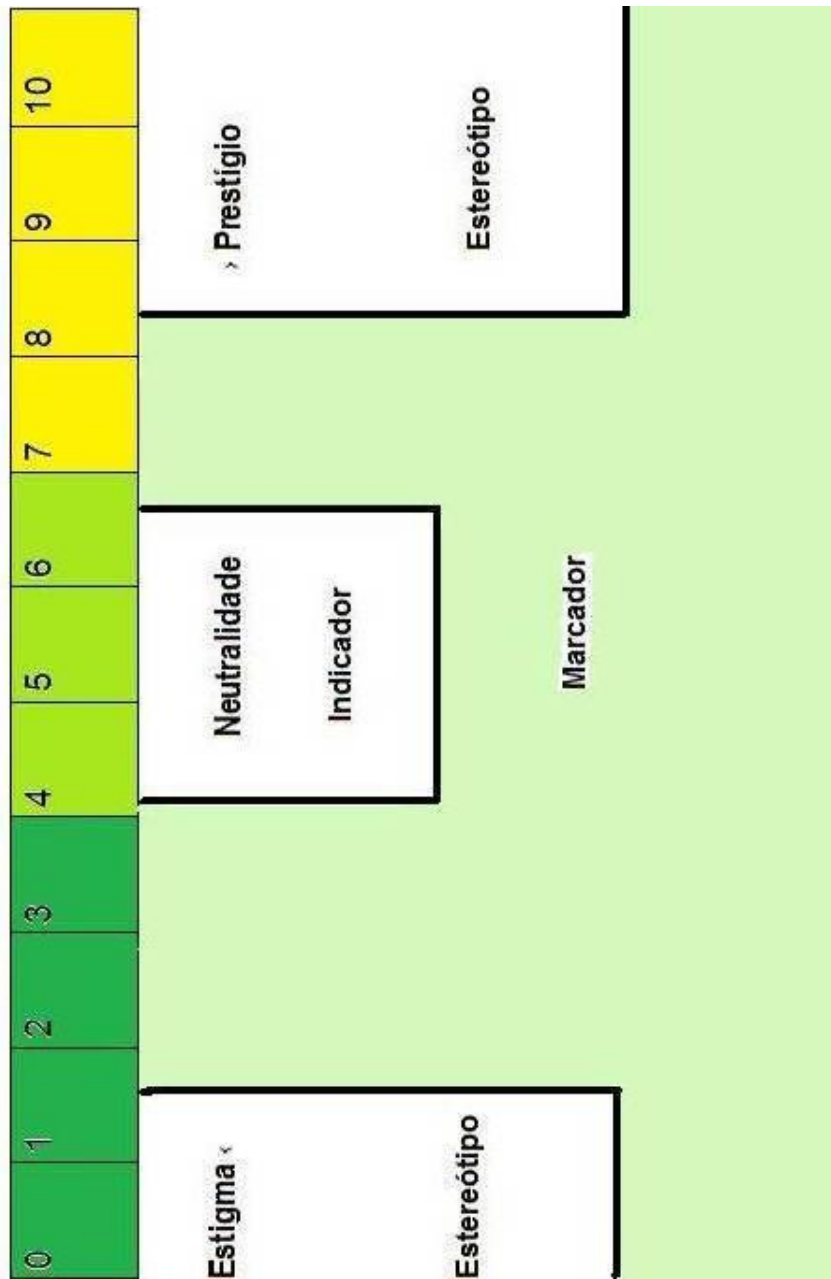 0 1 2 3 4 5 6 7 8 9 10
Estigma ‹ Neutralidade › Prestígio
Indicador
Estereótipo Estereótipo
Marcador